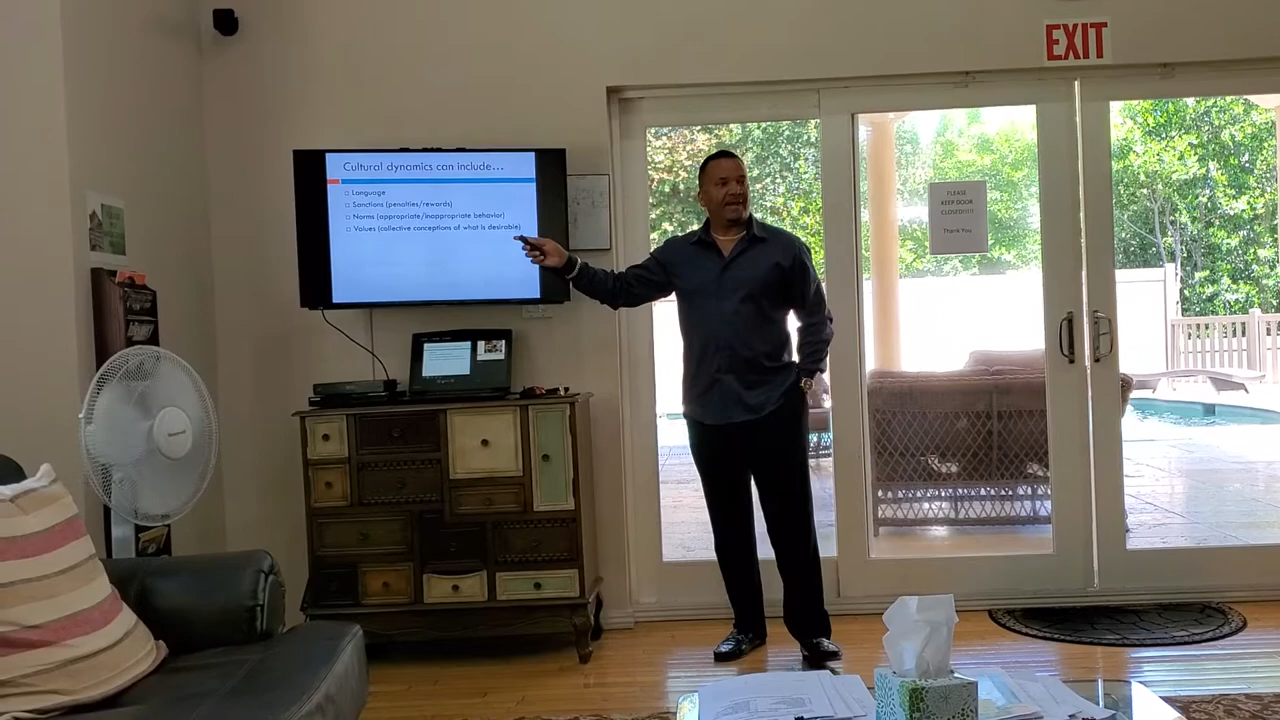 EXIT
Cultural dynamics can include...
Language
Sanctions (penalties/rewards)
Norms (appropriate/inappropriate behavior)
Values (collective conceptions of what is desirable)
PLEASE
KEEP DOOR
CLOSED!!!!!
Thank You